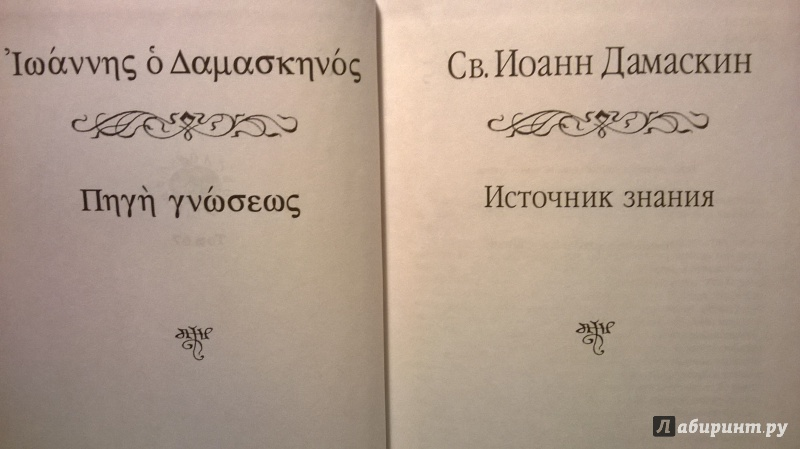 Ἰωάννης ὁ Δαμασκηνός
Πηγὴ γνώσεως
Св. Иоанн Дамаскин
Источник знания
Лабиринт.ру